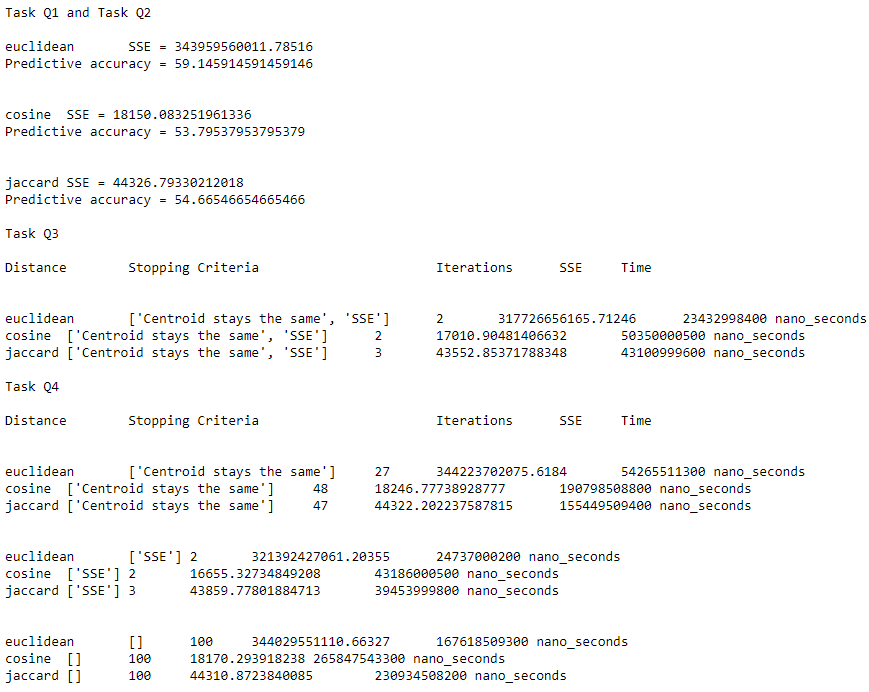 Task Q1 and Task Q2
euclidean SSE = 343959560011.78516
Predictive accuracy = 59.145914591459146
cosine SSE = 18150.083251961336
Predictive accuracy = 53.79537953795379
jaccard SSE = 44326.79330212018
Predictive accuracy = 54.66546654665466
Task Q3
Distance Stopping Criteria Iterations SSE Time
euclidean ['Centroid stays the same', 'SSE'] 2 317726656165.71246 23432998400 nano_seconds
cosine ['Centroid stays the same', 'SSE'] 2 17010.90481406632 50350000500 nano_seconds
jaccard ['Centroid stays the same', 'SSE'] 3 43552.85371788348 43100999600 nano_seconds
Task Q4
Distance Stopping Criteria Iterations SSE Time
euclidean ['Centroid stays the same'] 27 344223702075.6184 54265511300 nano_seconds
cosine ['Centroid stays the same'] 48 18246.77738928777 190798508800 nano_seconds
jaccard ['Centroid stays the same'] 47 44322.202237587815 155449509400 nano_seconds
euclidean ['SSE'] 2 321392427061.20355 24737000200 nano_seconds
cosine ['SSE'] 2 16655.32734849208 43186000500 nano_seconds
jaccard ['SSE'] 3 43859.77801884713 39453999800 nano_seconds
euclidean [] 100 344029551110.66327 167618509300 nano_seconds
cosine [] 100 18170.293918238 265847543300 nano_seconds
jaccard [] 100 44310.8723840085 230934508200 nano_seconds